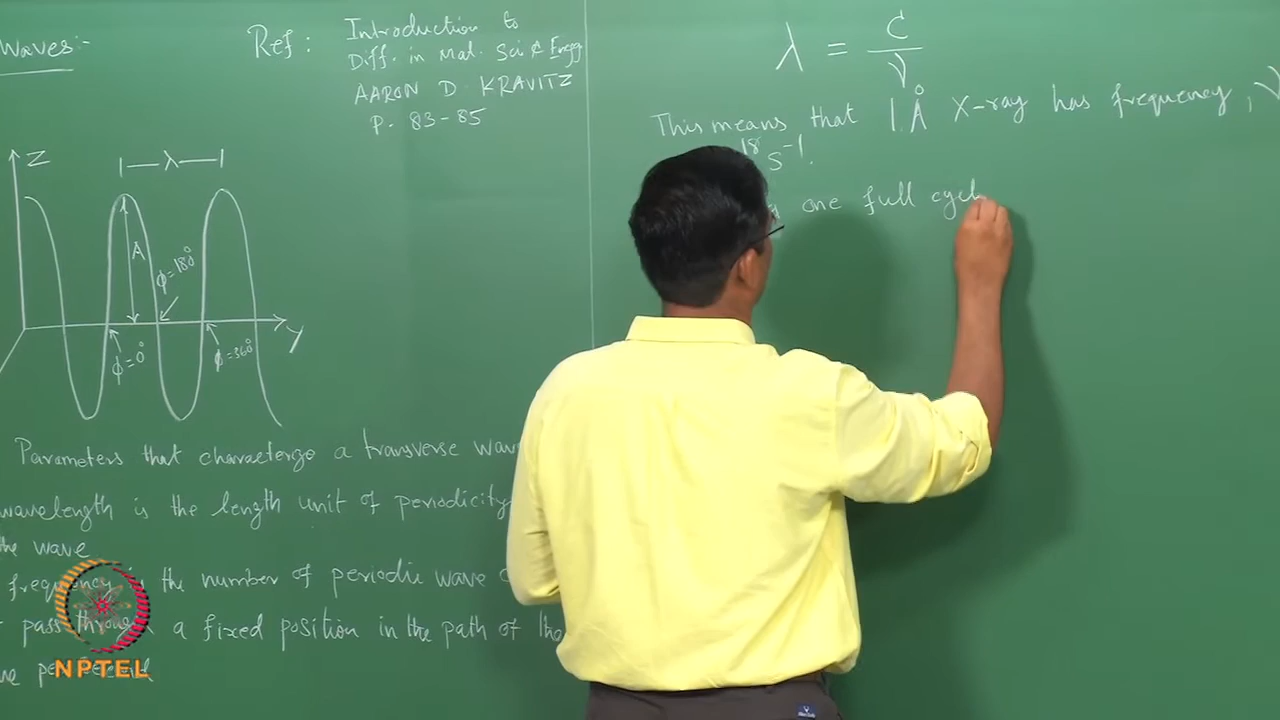 Waves:-
Ref: Introduction to
Diff. in Mat. Sci & Engg
AARON D. KRAVITZ
P. 83-85
Z
λ
A
ϕ=180°
ϕ=0°
ϕ=360°
Y
Parameters that characterize a transverse wave
wavelength is the length unit of periodicity
the wave
frequency is the number of periodic wave
pass through a fixed position in the path of the
per second
λ = C/ν
This means that 1 Å X-ray has frequency, ν
18 S⁻¹.
one full cycl
NPTEL